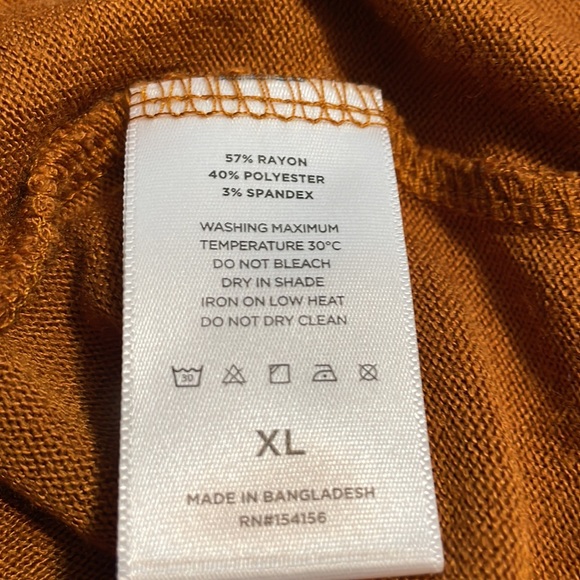 57% RAYON
40% POLYESTER
3% SPANDEX
WASHING MAXIMUM
TEMPERATURE 30°C
DO NOT BLEACH
DRY IN SHADE
IRON ON LOW HEAT
DO NOT DRY CLEAN
30
XL
MADE IN BANGLADESH
RN#154156